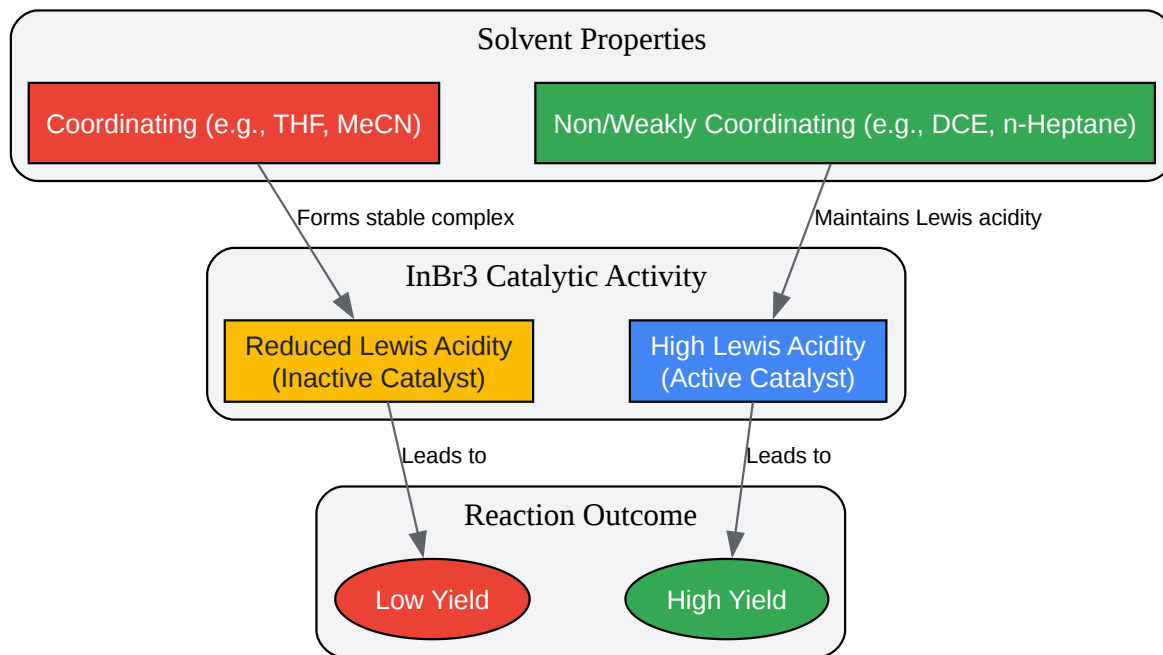 Solvent Properties
Coordinating (e.g., THF, MeCN)
Non/Weakly Coordinating (e.g., DCE, n-Heptane)
Forms stable complex
Maintains Lewis acidity
InBr3 Catalytic Activity
Reduced Lewis Acidity
(Inactive Catalyst)
High Lewis Acidity
(Active Catalyst)
Leads to
Leads to
Reaction Outcome
Low Yield
High Yield